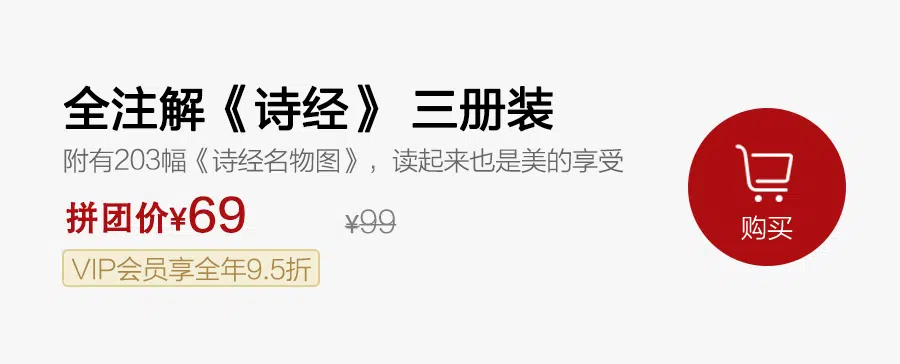 全注解《诗经》 三册装
附有203幅《诗经名物图》，读起来也是美的享受
拼团价¥69 ¥99
VIP会员享全年9.5折
购买